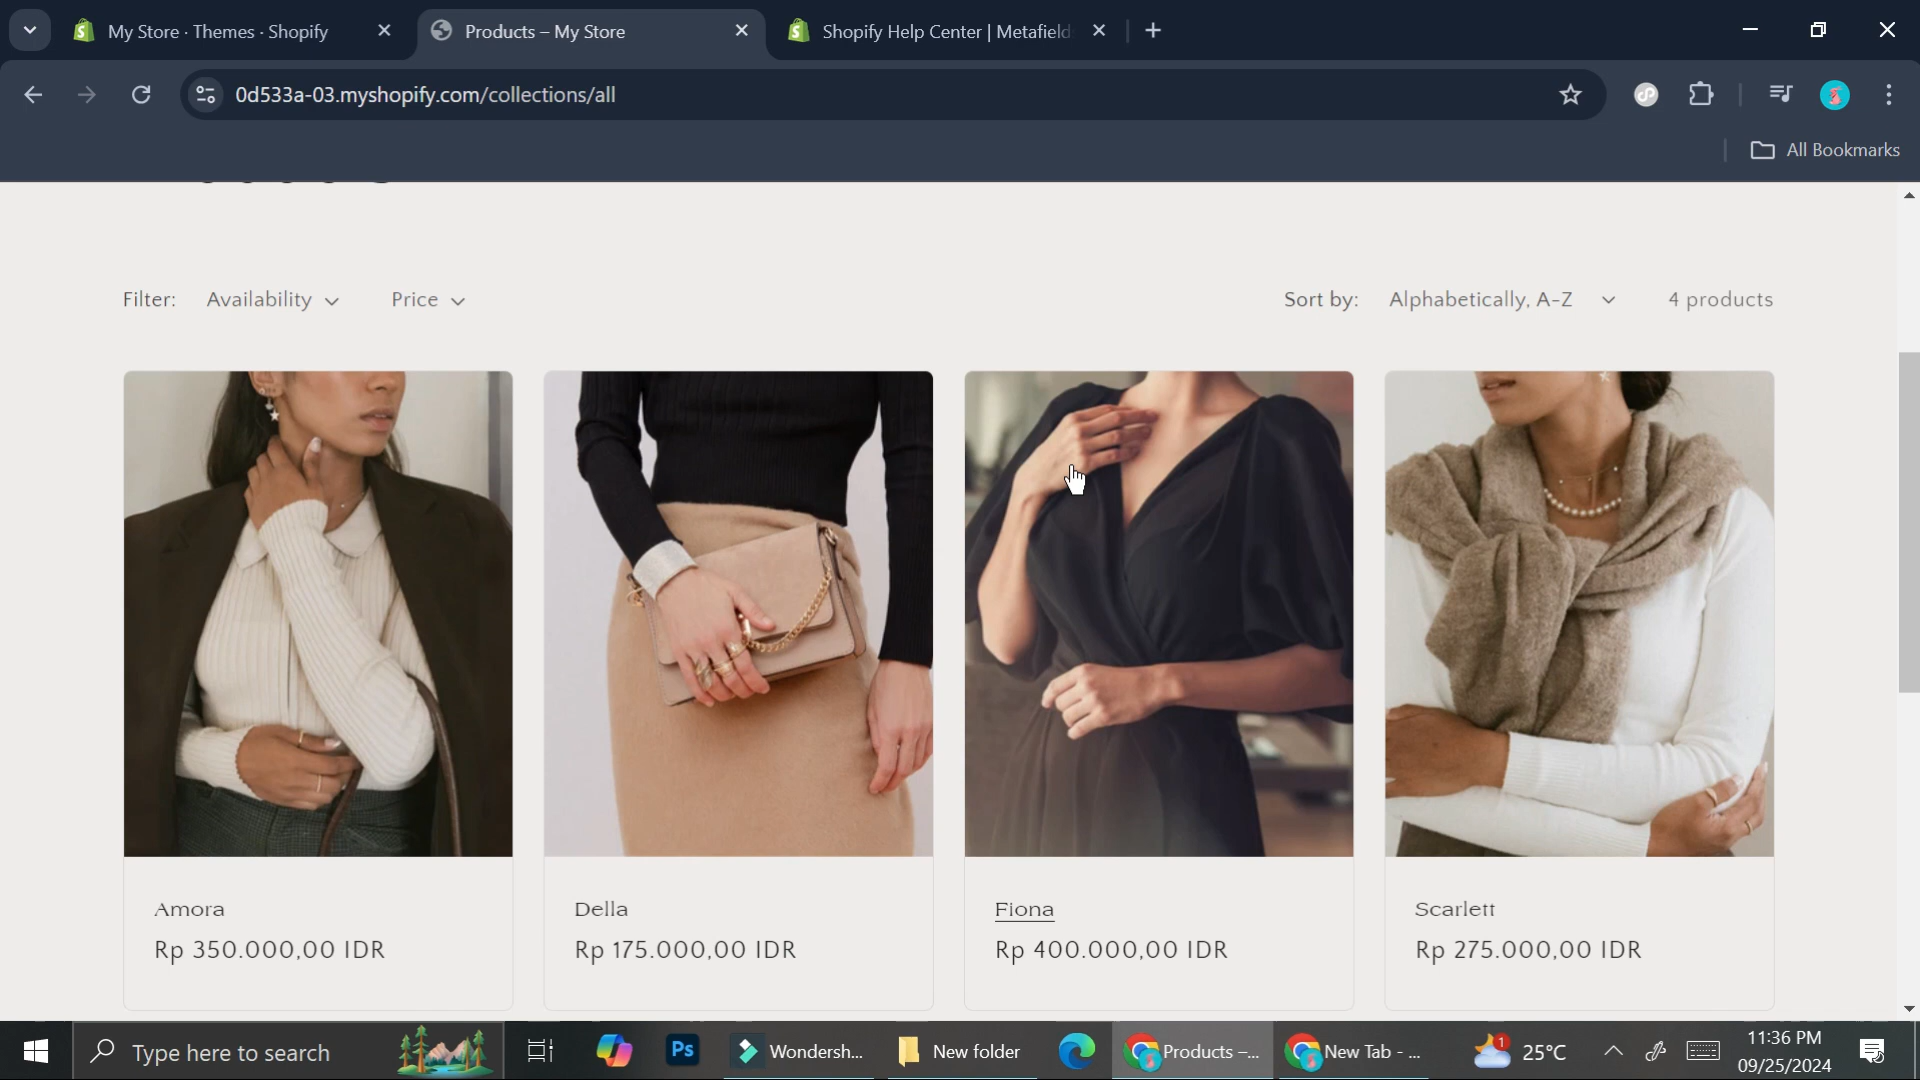 My Store · Themes · Shopify
Products – My Store
Shopify Help Center | Metafield
0d533a-03.myshopify.com/collections/all
All Bookmarks
Filter: Availability Price
Sort by: Alphabetically, A-Z 4 products
Amora
Rp 350.000,00 IDR
Della
Rp 175.000,00 IDR
Fiona
Rp 400.000,00 IDR
Scarlett
Rp 275.000,00 IDR
Type here to search
Ps
Wondersh...
New folder
Products –...
New Tab - ...
1
25°C
11:36 PM
09/25/2024